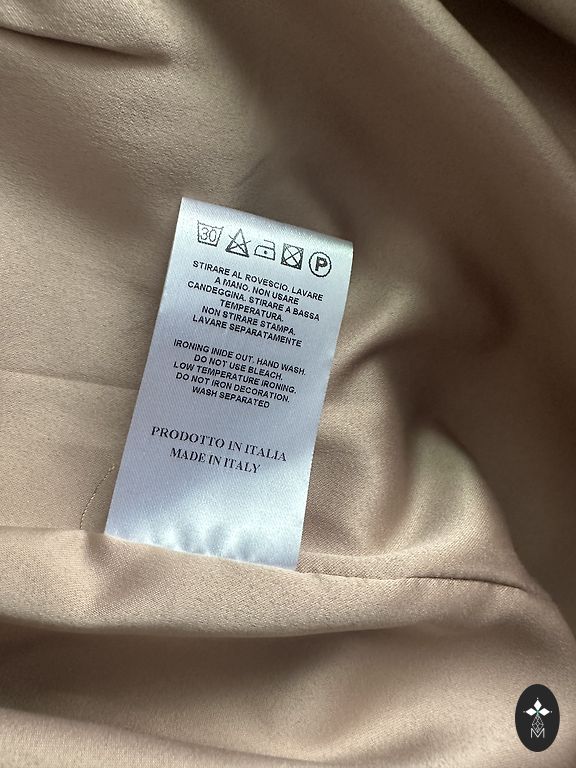 30
P
STIRARE AL ROVESCIO. LAVARE
A MANO. NON USARE
CANDEGGINA. STIRARE A BASSA
TEMPERATURA.
NON STIRARE STAMPA.
LAVARE SEPARATAMENTE
IRONING INIDE OUT. HAND WASH.
DO NOT USE BLEACH.
LOW TEMPERATURE IRONING.
DO NOT IRON DECORATION.
WASH SEPARATED
PRODOTTO IN ITALIA
MADE IN ITALY
M